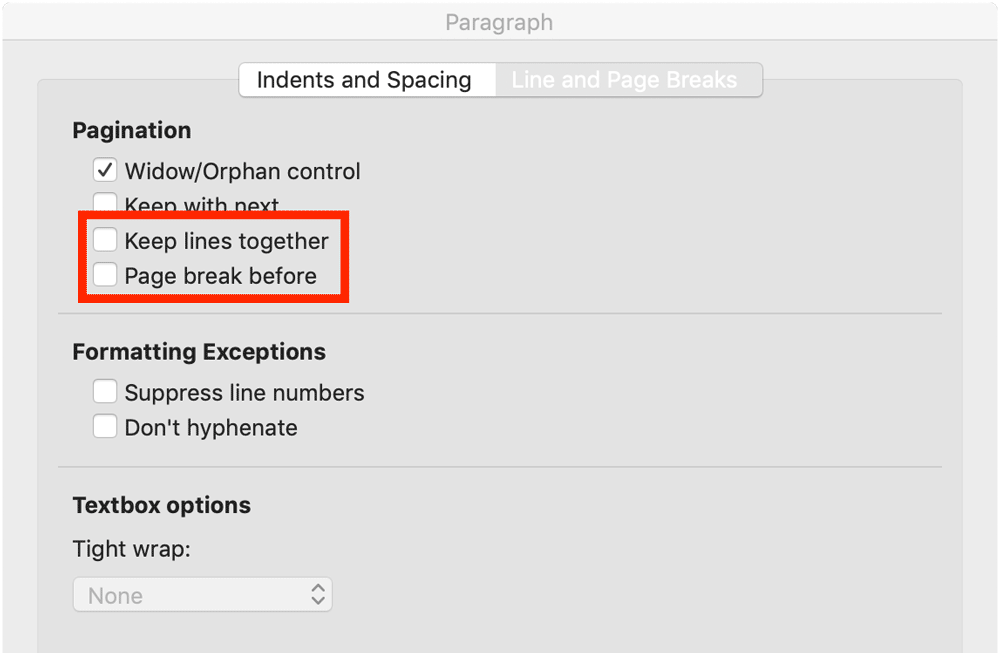 Paragraph
Indents and Spacing
Line and Page Breaks
Pagination
Widow/Orphan control
Keep with next
Keep lines together
Page break before
Formatting Exceptions
Suppress line numbers
Don't hyphenate
Textbox options
Tight wrap:
None